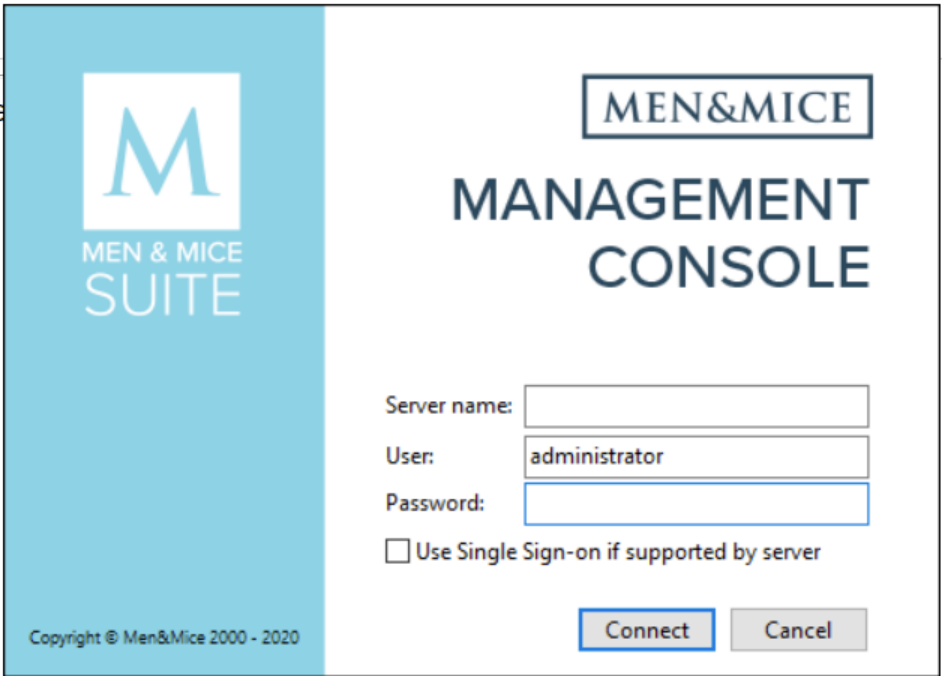 M
MEN & MICE
SUITE
MEN&MICE
MANAGEMENT
CONSOLE
Server name:
User: administrator
Password:
Use Single Sign-on if supported by server
Connect Cancel
Copyright © Men&Mice 2000 - 2020